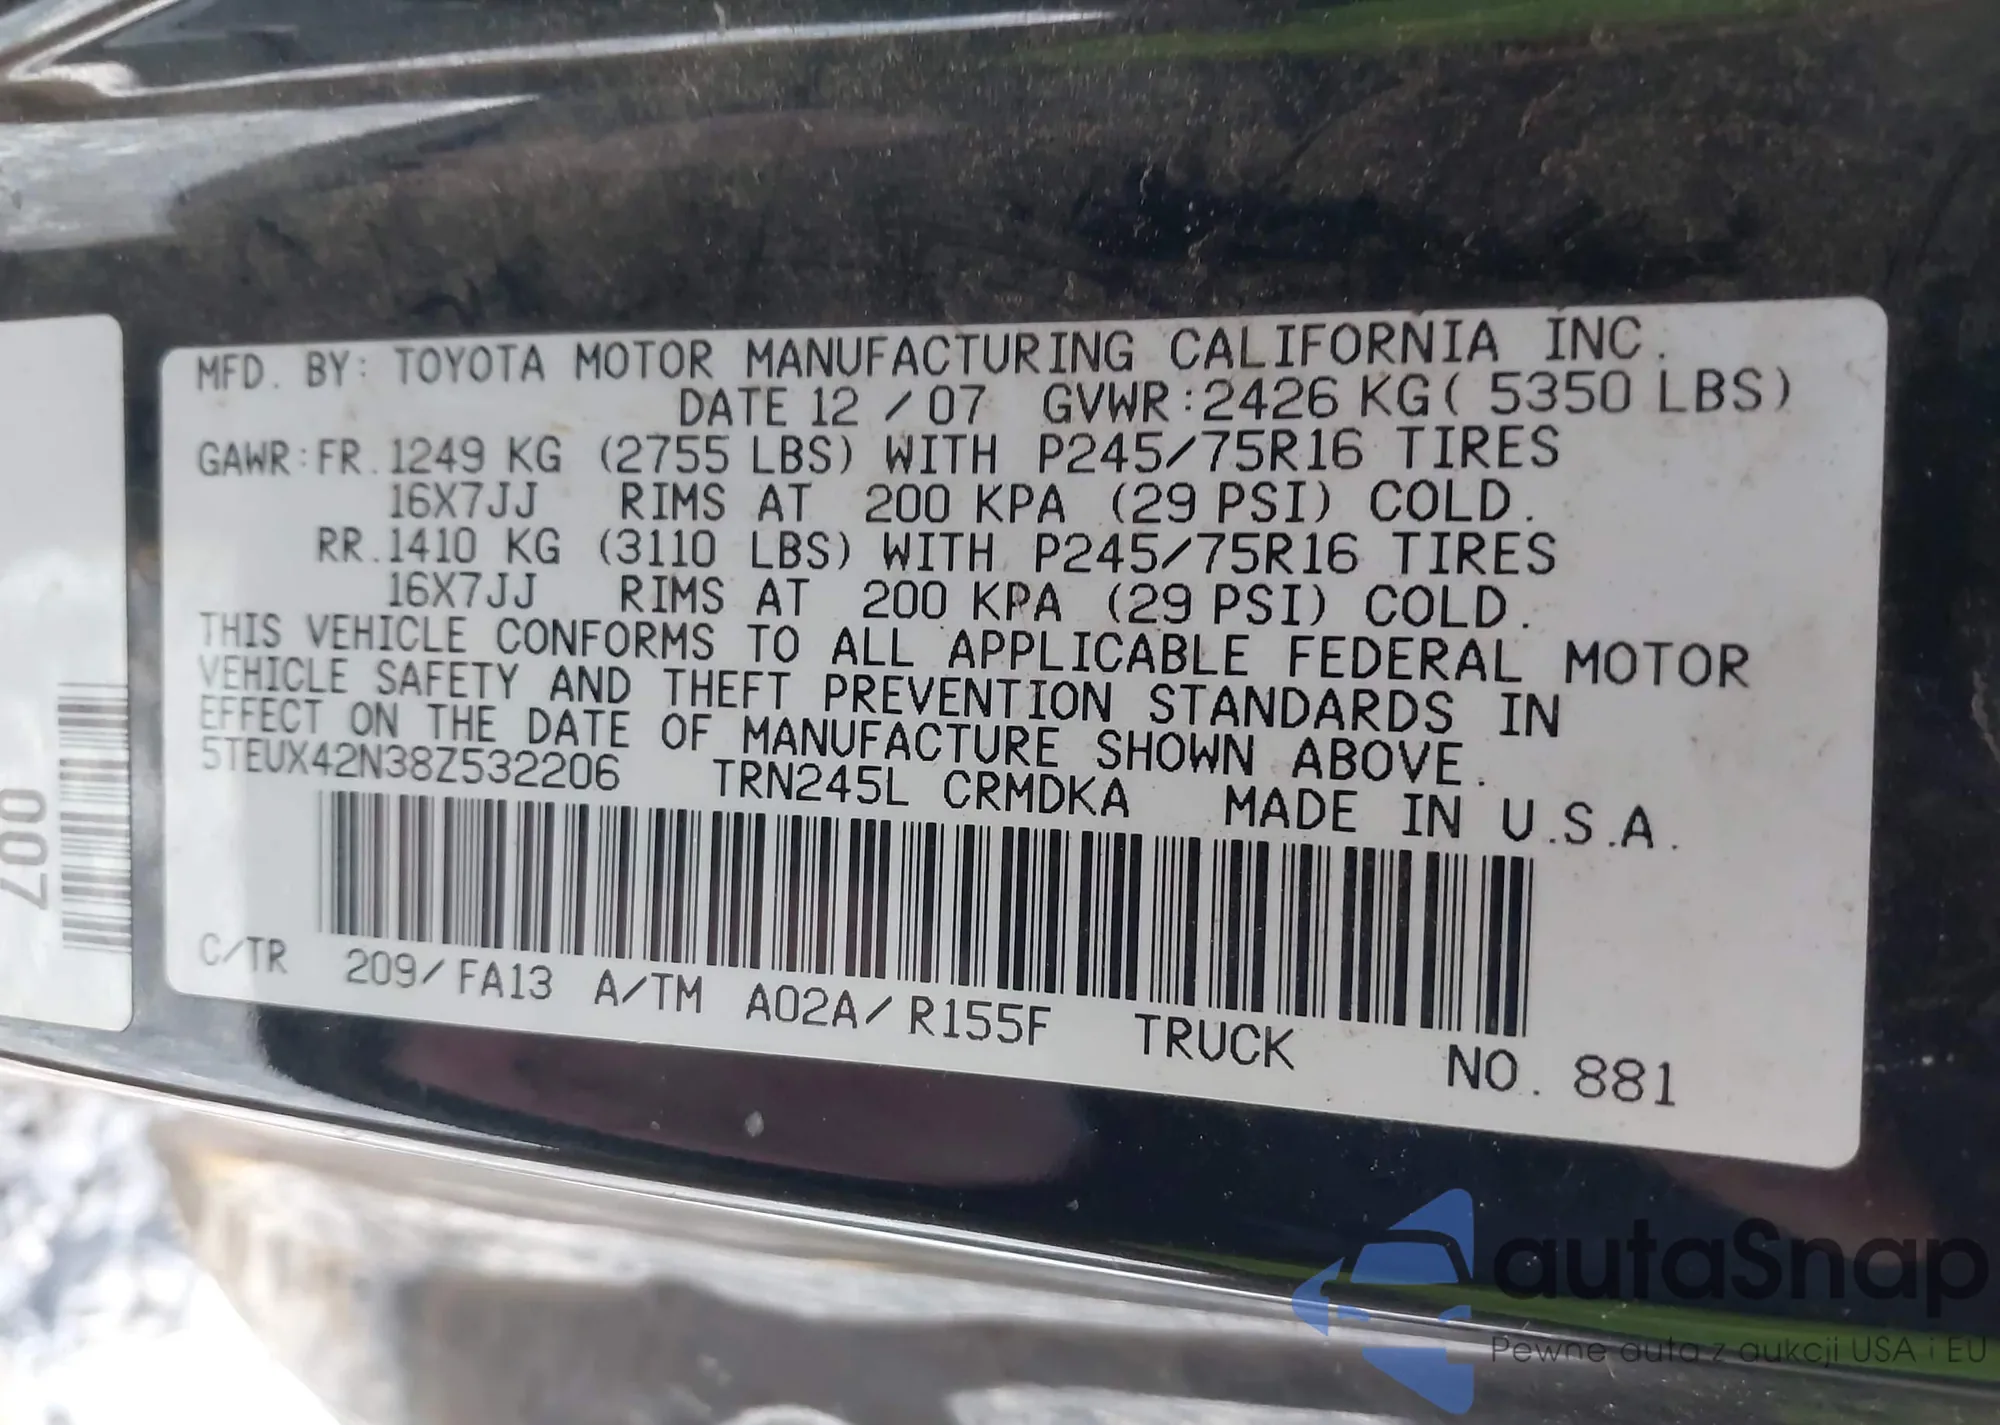 MFD. BY: TOYOTA MOTOR MANUFACTURING CALIFORNIA INC.
DATE 12 / 07 GVWR:2426 KG( 5350 LBS)
GAWR:FR.1249 KG (2755 LBS) WITH P245/75R16 TIRES
16X7JJ RIMS AT 200 KPA (29 PSI) COLD.
RR.1410 KG (3110 LBS) WITH P245/75R16 TIRES
16X7JJ RIMS AT 200 KPA (29 PSI) COLD.
THIS VEHICLE CONFORMS TO ALL APPLICABLE FEDERAL MOTOR
VEHICLE SAFETY AND THEFT PREVENTION STANDARDS IN
EFFECT ON THE DATE OF MANUFACTURE SHOWN ABOVE.
5TEUX42N38Z532206 TRN245L CRMDKA MADE IN U.S.A.
C/TR 209/FA13 A/TM A02A/R155F TRUCK NO. 881
007
autaSnap
Pewne auta z aukcji USA i EU